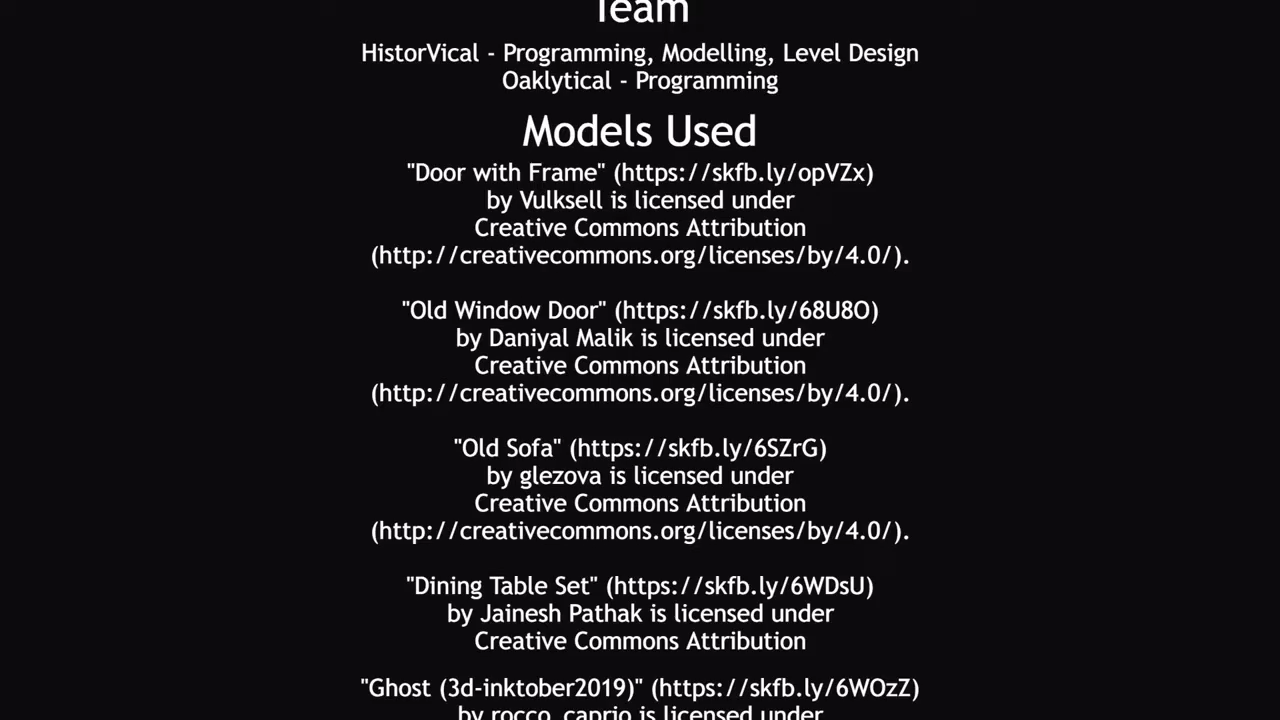 Team
HistorVical - Programming, Modelling, Level Design
Oaklytical - Programming
Models Used
"Door with Frame" (https://skfb.ly/opVZx)
by Vulksell is licensed under
Creative Commons Attribution
(http://creativecommons.org/licenses/by/4.0/).
"Old Window Door" (https://skfb.ly/68U8O)
by Daniyal Malik is licensed under
Creative Commons Attribution
(http://creativecommons.org/licenses/by/4.0/).
"Old Sofa" (https://skfb.ly/6SZrG)
by glezova is licensed under
Creative Commons Attribution
(http://creativecommons.org/licenses/by/4.0/).
"Dining Table Set" (https://skfb.ly/6WDsU)
by Jainesh Pathak is licensed under
Creative Commons Attribution
"Ghost (3d-inktober2019)" (https://skfb.ly/6WOzZ)
by rocco_caprio is licensed under